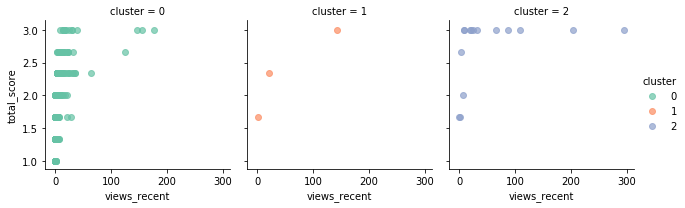 cluster = 0
cluster = 1
cluster = 2
total_score
3.0
2.5
2.0
1.5
1.0
0
100
200
300
views_recent
0
100
200
300
views_recent
0
100
200
300
views_recent
cluster
0
1
2